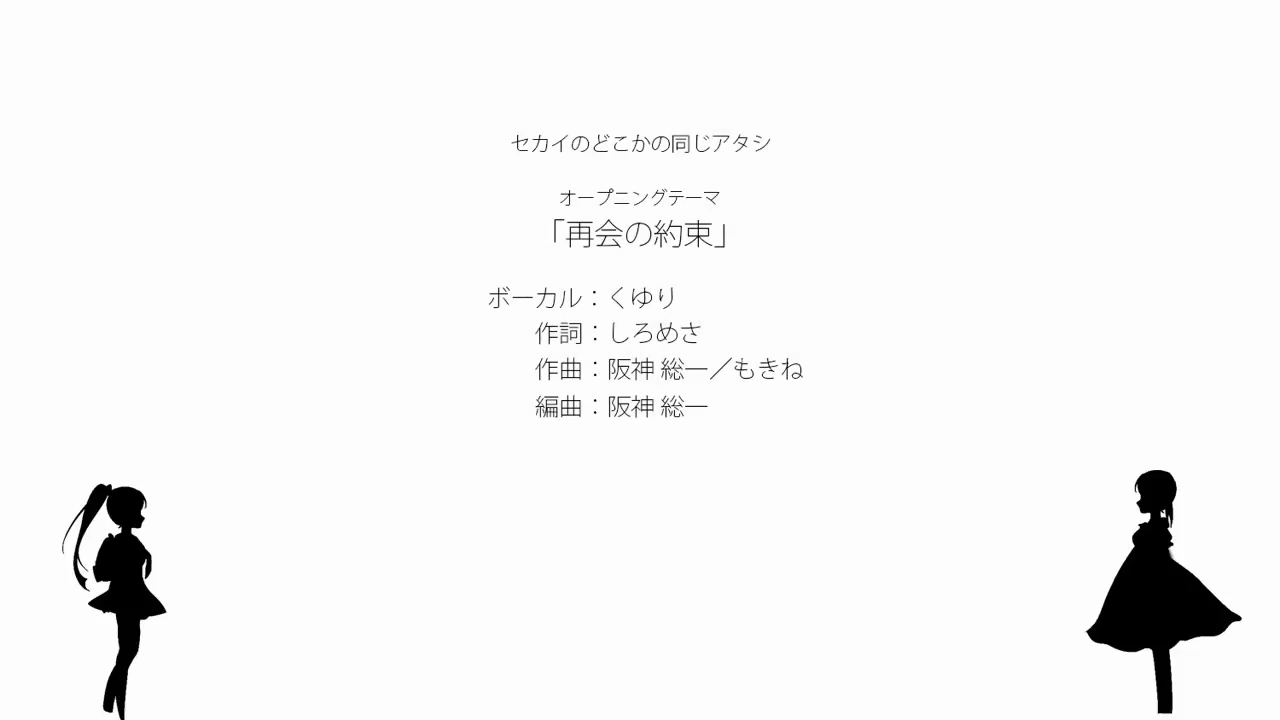 セカイのどこかの同じアタシ
オープニングテーマ
「再会の約束」
ボーカル：くゆり
作詞：しろめさ
作曲：阪神 総一／もきね
編曲：阪神 総一